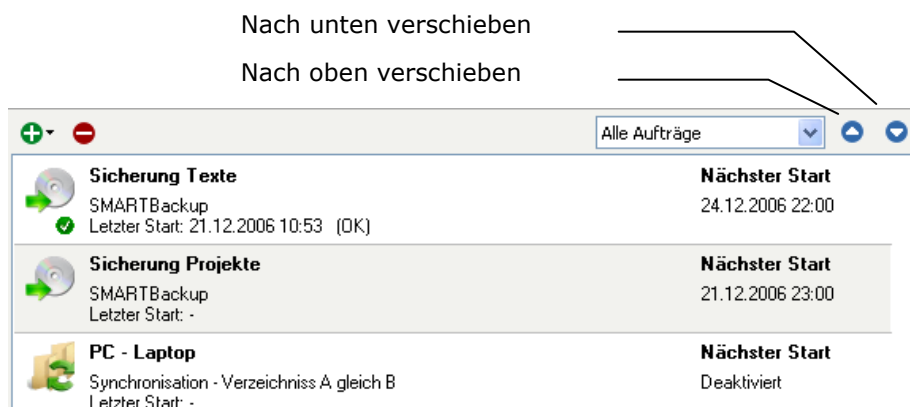 Nach unten verschieben
Nach oben verschieben
Alle Aufträge
Sicherung Texte Nächster Start
SMARTBackup 24.12.2006 22:00
Letzter Start: 21.12.2006 10:53 (OK)
Sicherung Projekte Nächster Start
SMARTBackup 21.12.2006 23:00
Letzter Start: -
PC - Laptop Nächster Start
Synchronisation - Verzeichniss A gleich B Deaktiviert
Letzter Start: -